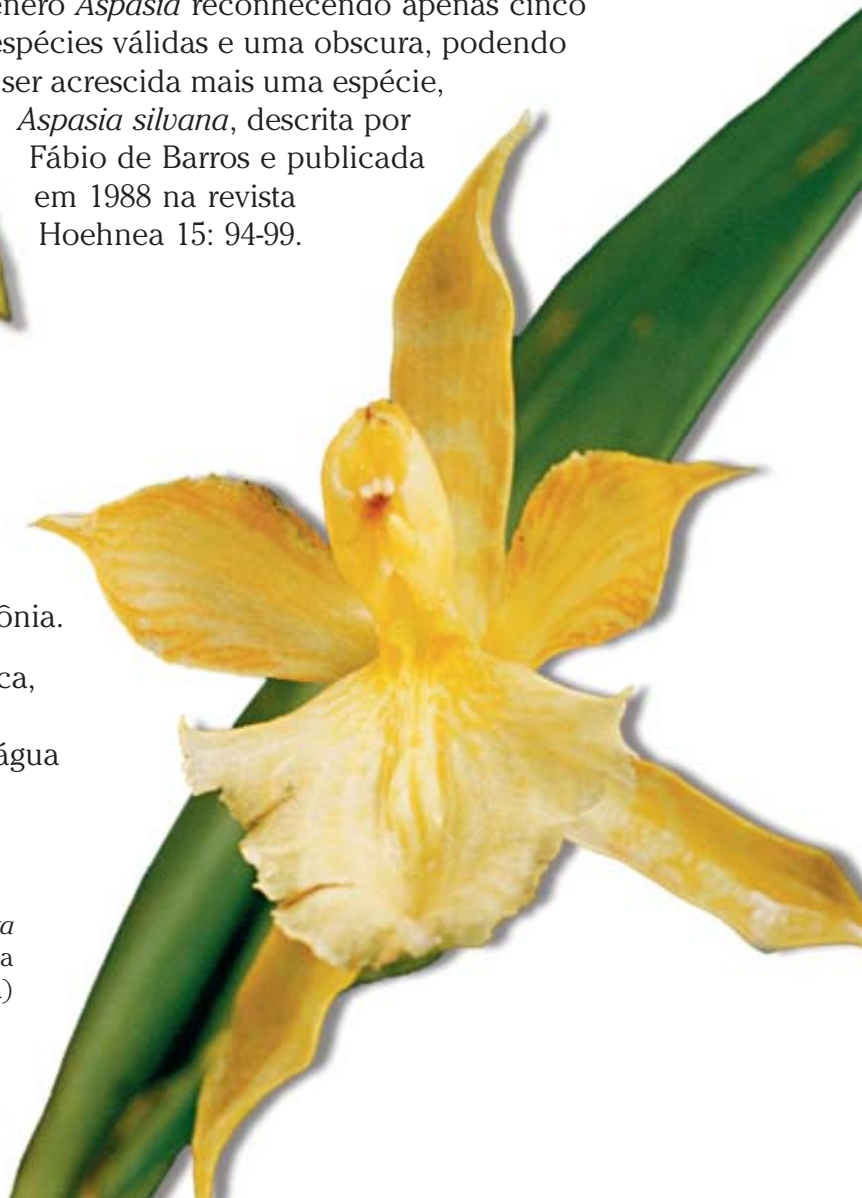 ênero Aspasia reconhecendo apenas cinco
espécies válidas e uma obscura, podendo
ser acrescida mais uma espécie,
Aspasia silvana, descrita por
Fábio de Barros e publicada
em 1988 na revista
Hoehnea 15: 94-99.
ônia.
ca,
água
a
)